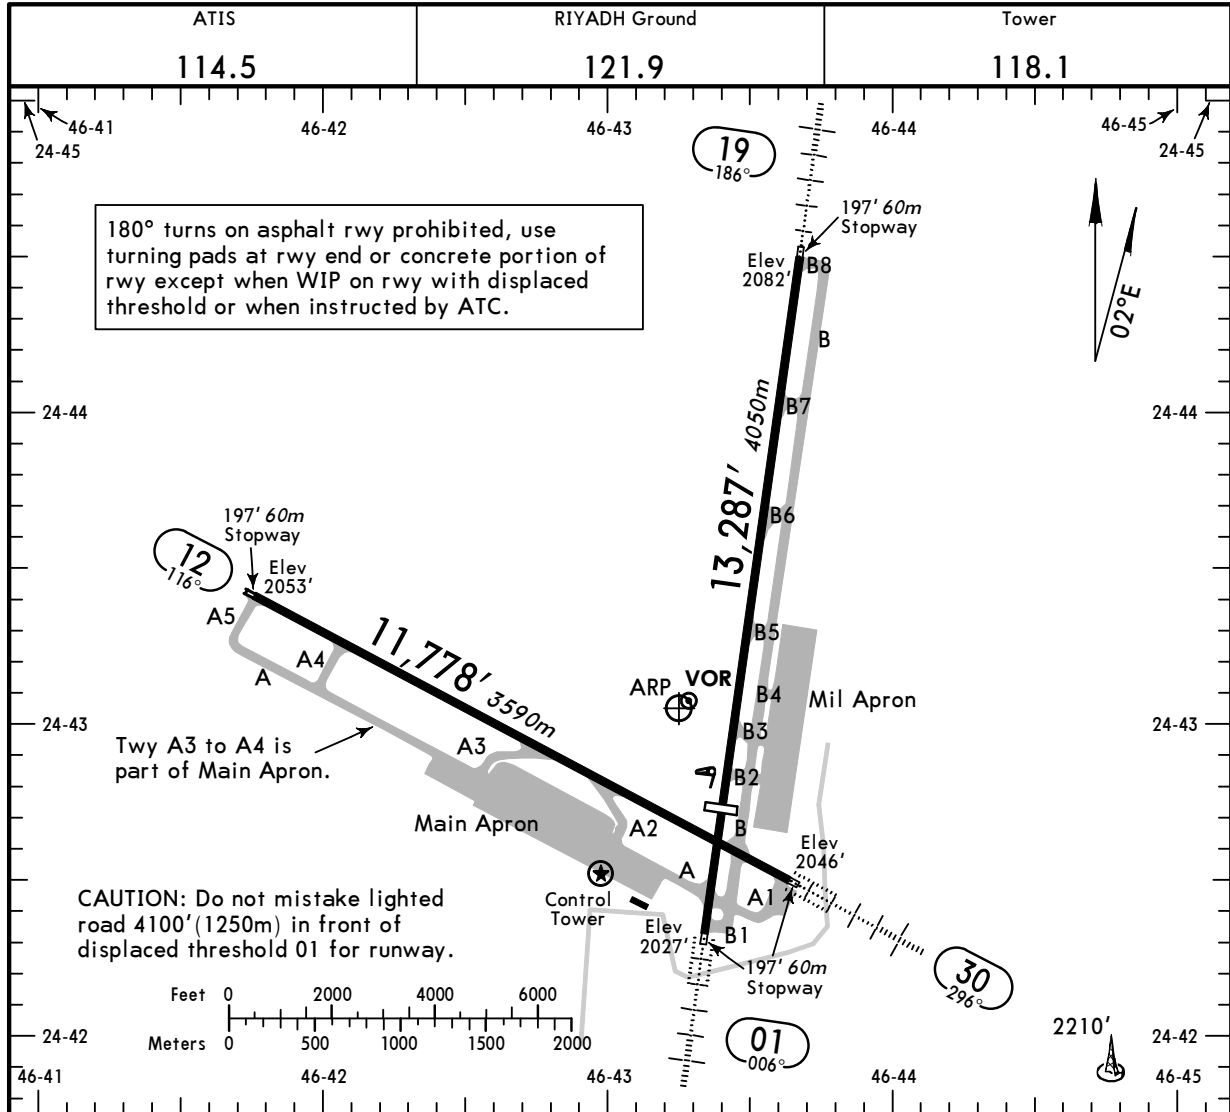 ATIS
RIYADH Ground
Tower
114.5
121.9
118.1
46-41
46-42
46-43
46-44
46-45
24-45
24-45
19
186°
197' 60m
Stopway
180° turns on asphalt rwy prohibited, use
turning pads at rwy end or concrete portion of
rwy except when WIP on rwy with displaced
threshold or when instructed by ATC.
Elev
2082'
B8
02°E
B
24-44
24-44
B7
13,287' 4050m
B6
197' 60m
Stopway
12
116°
Elev
2053'
A5
A4
A
11,778' 3590m
B5
ARP
VOR
B4
Mil Apron
24-43
24-43
B3
Twy A3 to A4 is
part of Main Apron.
A3
B2
Main Apron
A2
B
Elev
2046'
A
A1
Control
Tower
CAUTION: Do not mistake lighted
road 4100' (1250m) in front of
displaced threshold 01 for runway.
Elev
2027'
B1
197' 60m
Stopway
30
296°
Feet 0 2000 4000 6000
Meters 0 500 1000 1500 2000
01
006°
2210'
24-42
24-42
46-41
46-42
46-43
46-44
46-45